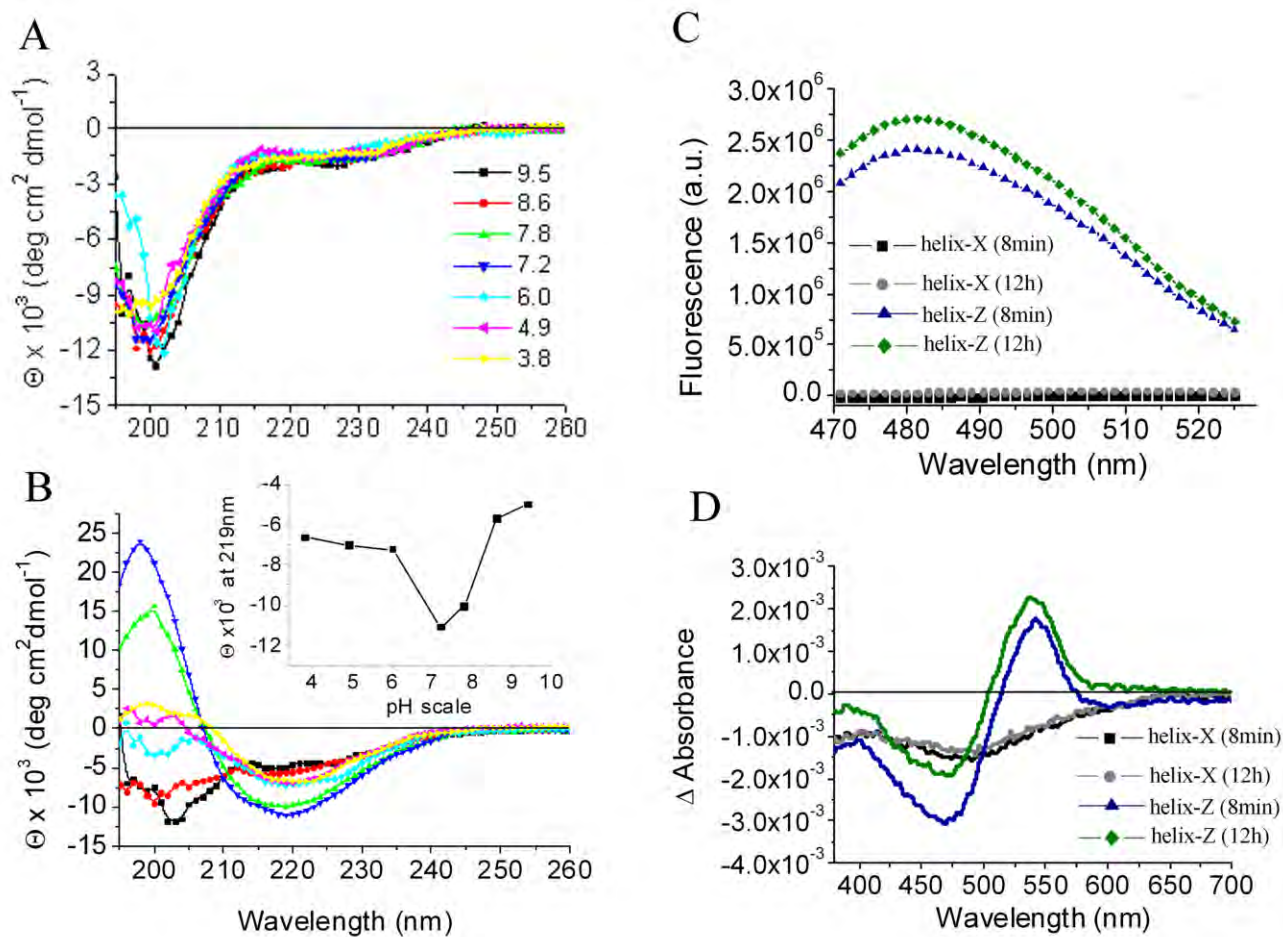 A
Θ x 10³ (deg cm² dmol⁻¹)
3
0
-3
-6
-9
-12
-15
200 210 220 230 240 250 260
9.5
8.6
7.8
7.2
6.0
4.9
3.8
C
Fluorescence (a.u.)
3.0x10⁶
2.5x10⁶
2.0x10⁶
1.5x10⁶
1.0x10⁶
5.0x10⁵
0.0
helix-X (8min)
helix-X (12h)
helix-Z (8min)
helix-Z (12h)
470 480 490 500 510 520
Wavelength (nm)
B
Θ x 10³ (deg cm²dmol⁻¹)
25
20
15
10
5
0
-5
-10
-15
200 210 220 230 240 250 260
Wavelength (nm)
Θ x10³ at 219nm
-4
-6
-8
-10
-12
4 5 6 7 8 9 10
pH scale
D
Δ Absorbance
3.0x10⁻³
2.0x10⁻³
1.0x10⁻³
0.0
-1.0x10⁻³
-2.0x10⁻³
-3.0x10⁻³
-4.0x10⁻³
helix-X (8min)
helix-X (12h)
helix-Z (8min)
helix-Z (12h)
400 450 500 550 600 650 700
Wavelength (nm)